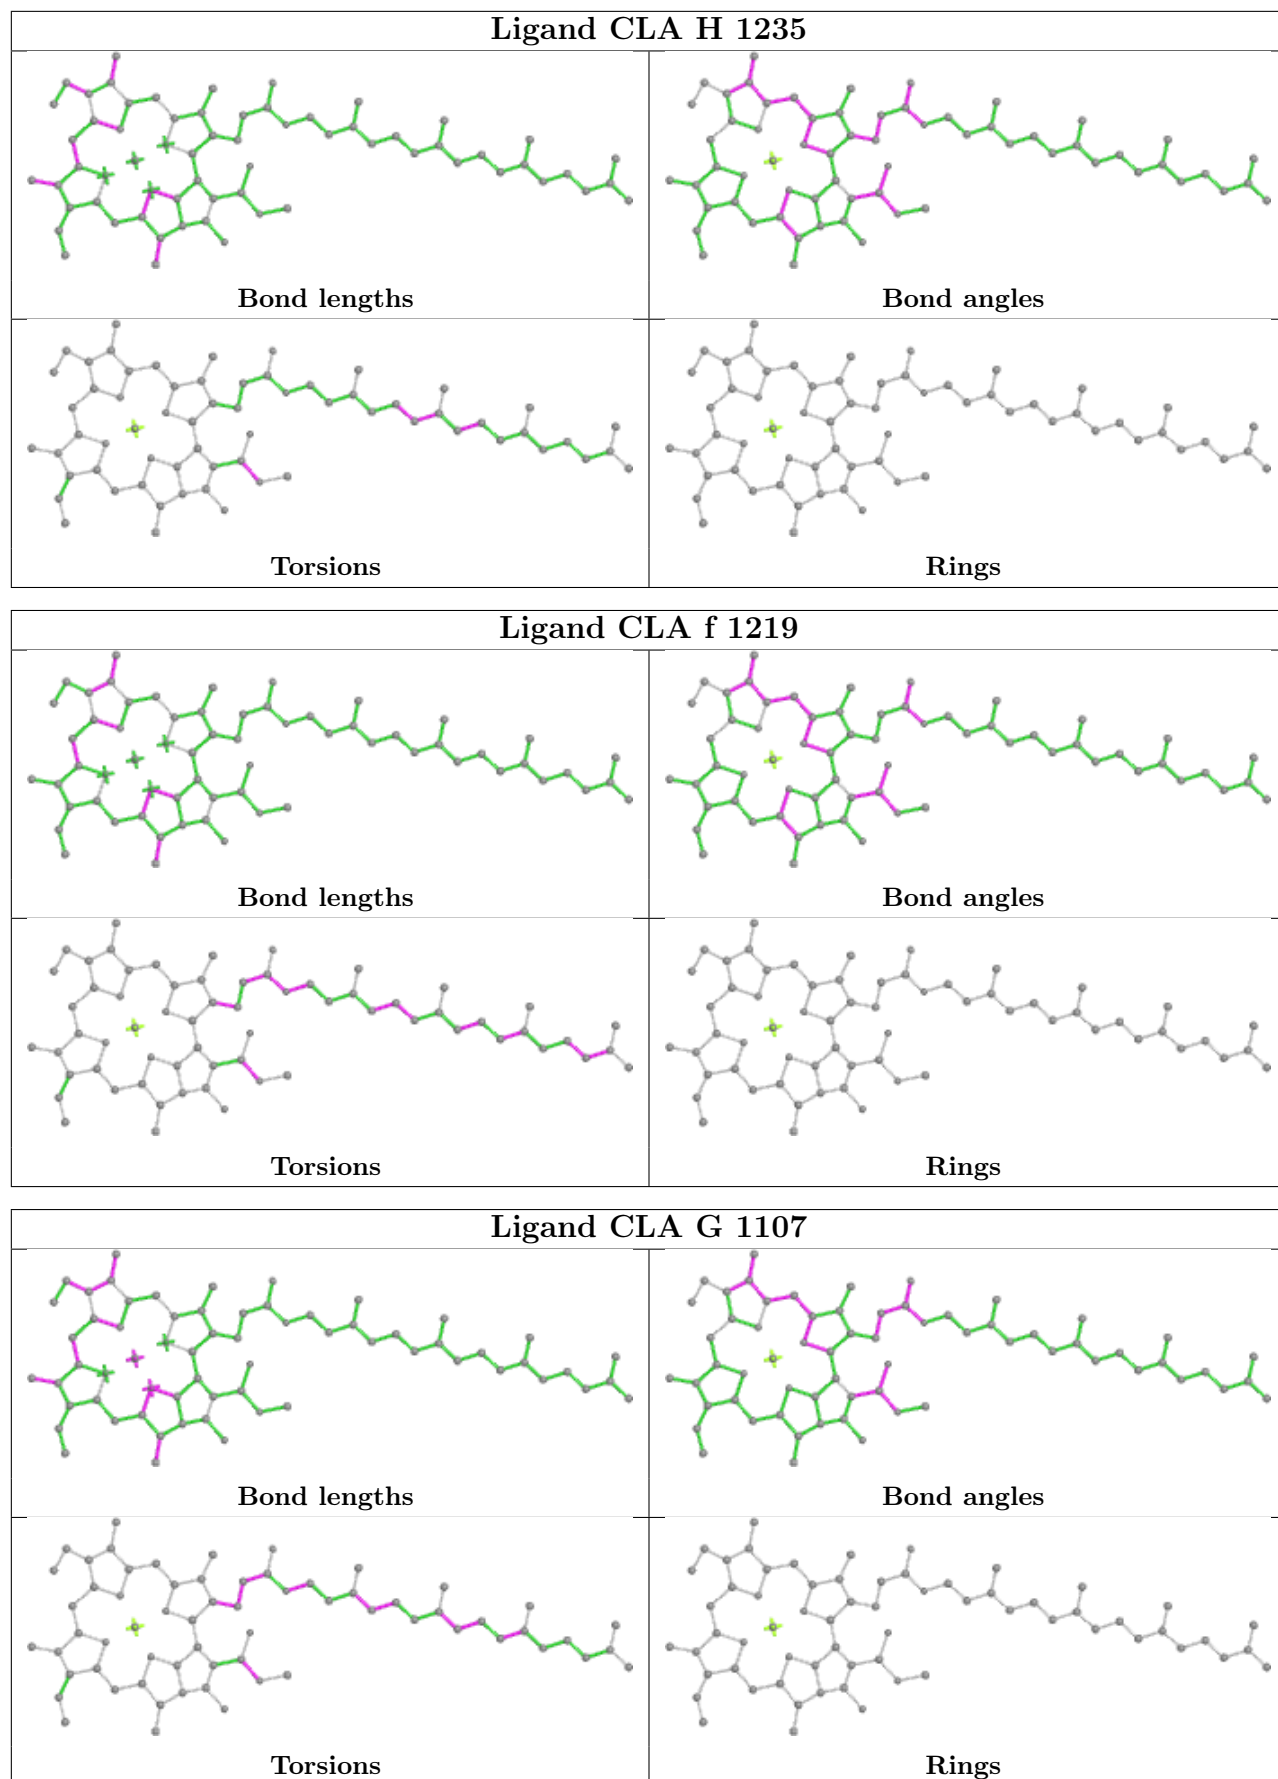 Ligand CLA H 1235
Bond lengths
Bond angles
Torsions
Rings
Ligand CLA f 1219
Bond lengths
Bond angles
Torsions
Rings
Ligand CLA G 1107
Bond lengths
Bond angles
Torsions
Rings